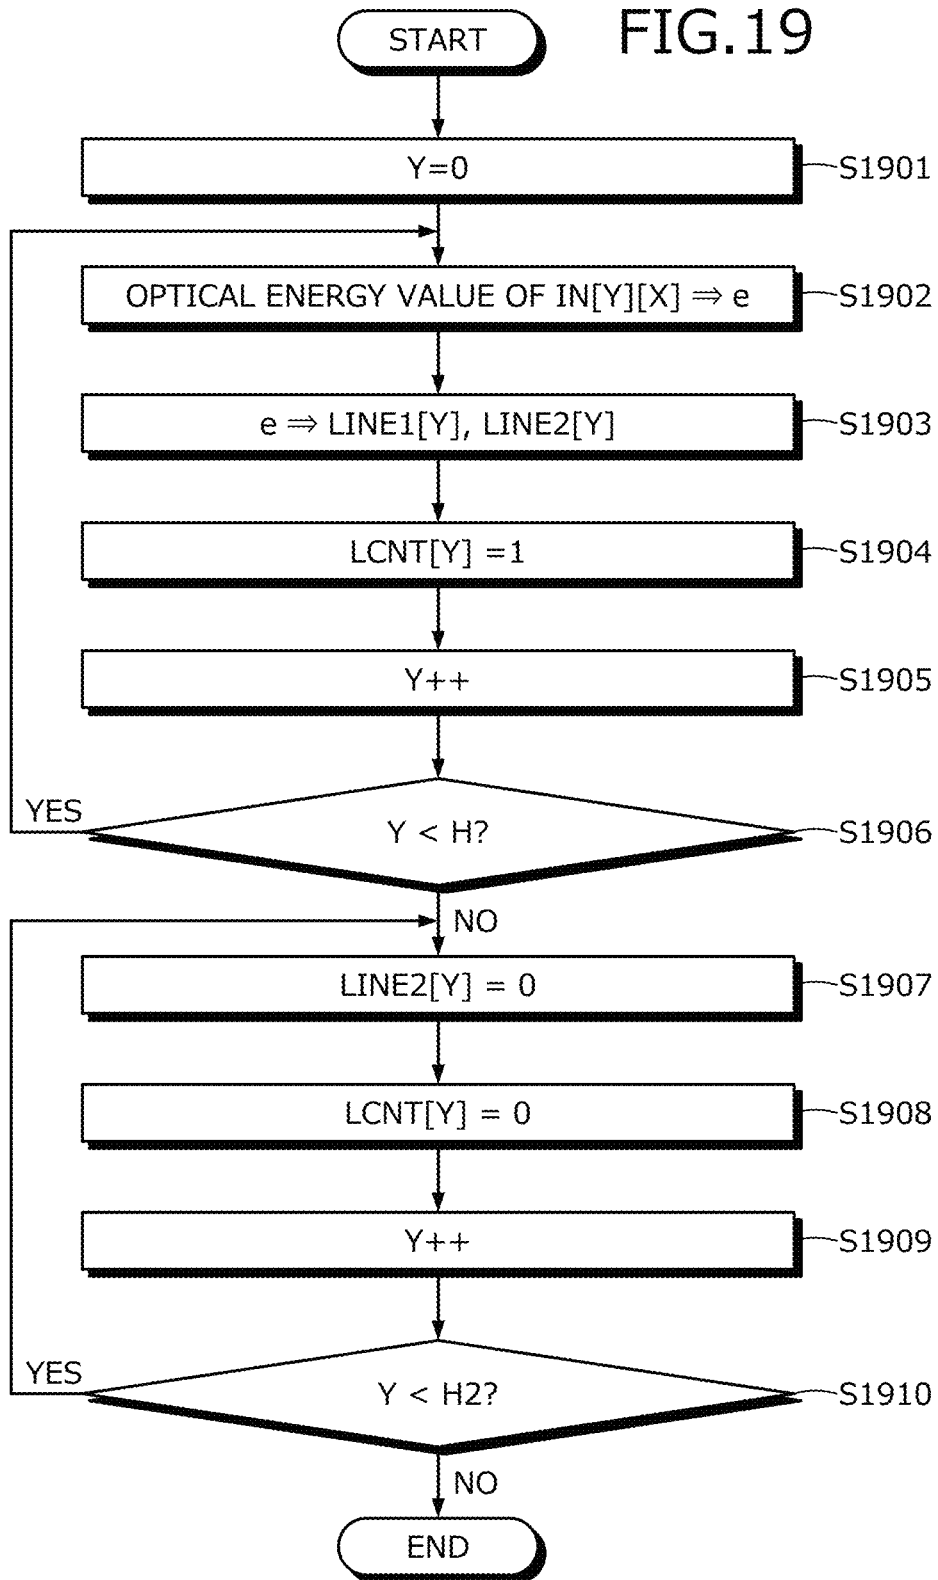 FIG.19
START
Y=0
S1901
OPTICAL ENERGY VALUE OF IN[Y][X] ⇒ e
S1902
e ⇒ LINE1[Y], LINE2[Y]
S1903
LCNT[Y] =1
S1904
Y++
S1905
YES
Y < H?
S1906
NO
LINE2[Y] = 0
S1907
LCNT[Y] = 0
S1908
Y++
S1909
YES
Y < H2?
S1910
NO
END